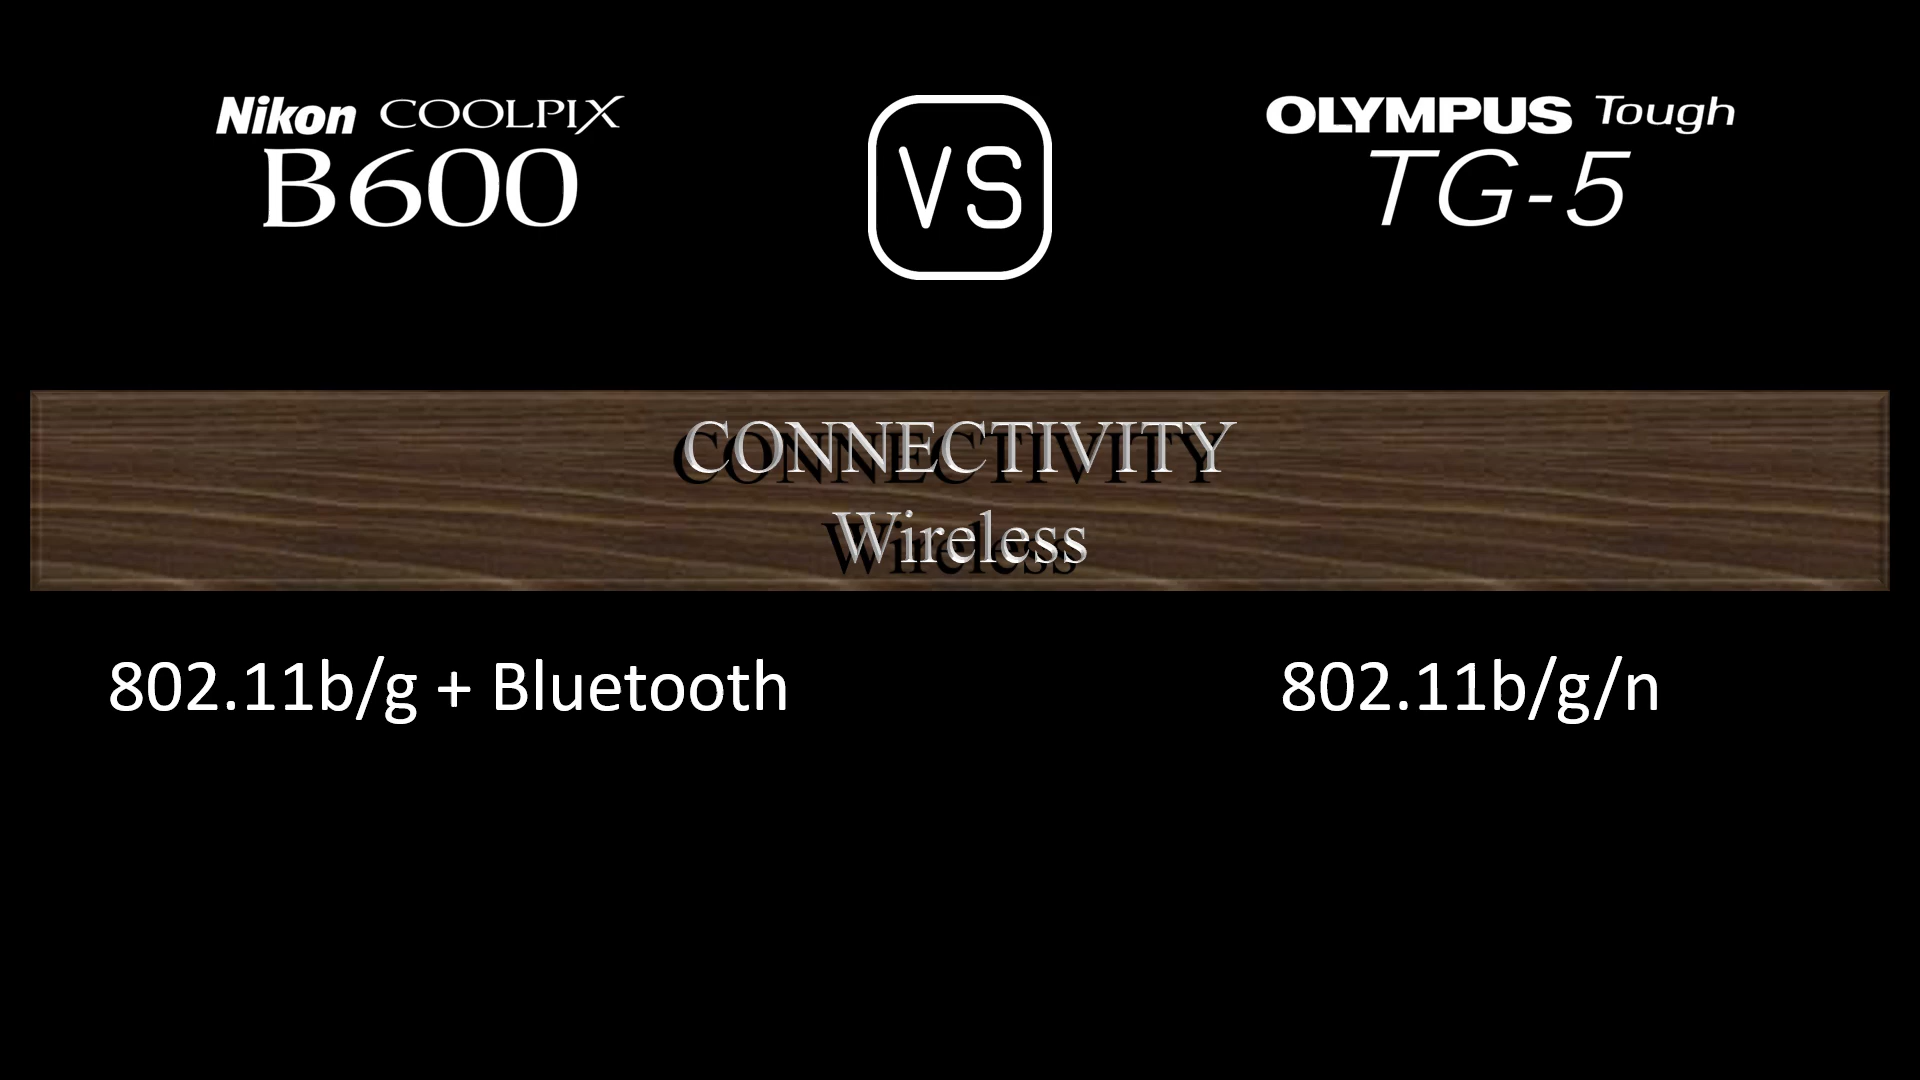 Nikon COOLPIX
B600
VS
OLYMPUS Tough
TG-5
CONNECTIVITY
Wireless
802.11b/g + Bluetooth
802.11b/g/n